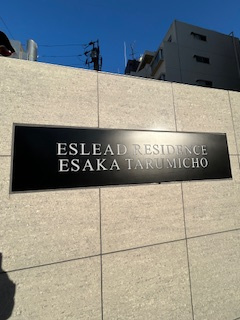 ESLEAD RESIDENCE
ESAKA TARUMICHO